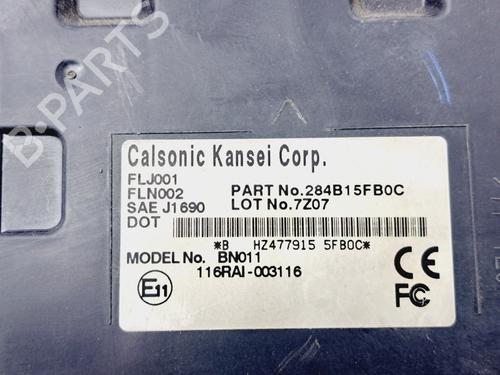 B-PARTS
Calsonic Kansei Corp.
FLJ001
FLN002 PART No.284B15FB0C
SAE J1690 LOT No.7Z07
DOT
*B HZ477915 5FB0C*
MODEL No. BN011
116RAI-003116
E11
CE
FC